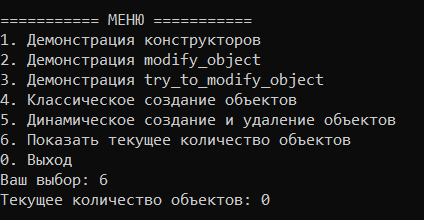 =========== МЕНЮ ===========
1. Демонстрация конструкторов
2. Демонстрация modify_object
3. Демонстрация try_to_modify_object
4. Классическое создание объектов
5. Динамическое создание и удаление объектов
6. Показать текущее количество объектов
0. Выход
Ваш выбор: 6
Текущее количество объектов: 0